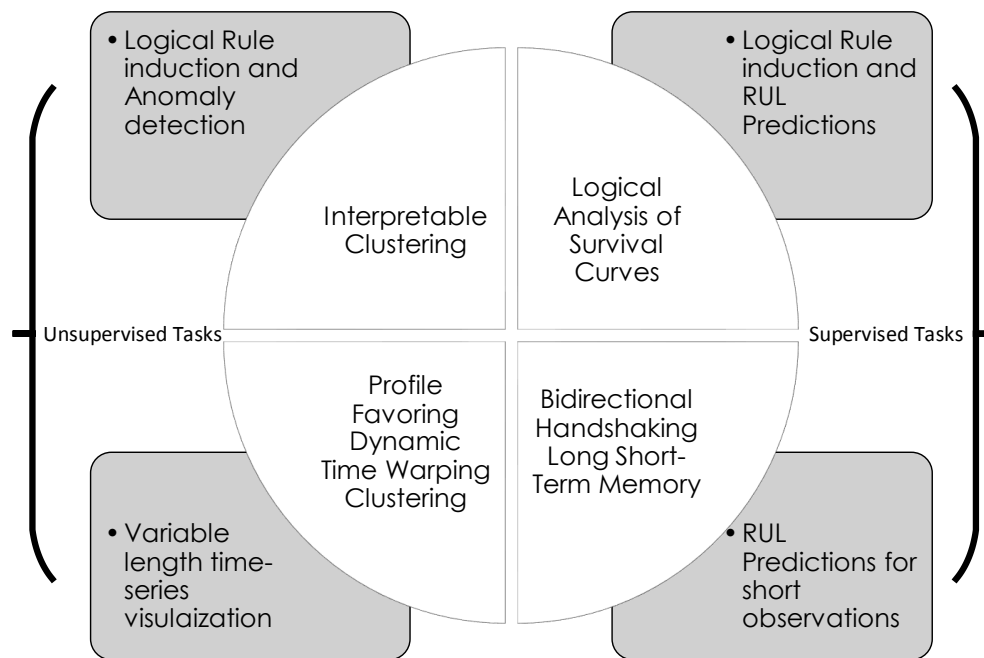 • Logical Rule
induction and
Anomaly
detection
• Logical Rule
induction and
RUL
Predictions
Interpretable
Clustering
Logical
Analysis of
Survival
Curves
Unsupervised Tasks
Supervised Tasks
Profile
Favoring
Dynamic
Time Warping
Clustering
Bidirectional
Handshaking
Long Short-
Term Memory
• Variable
length time-
series
visulaization
• RUL
Predictions for
short
observations